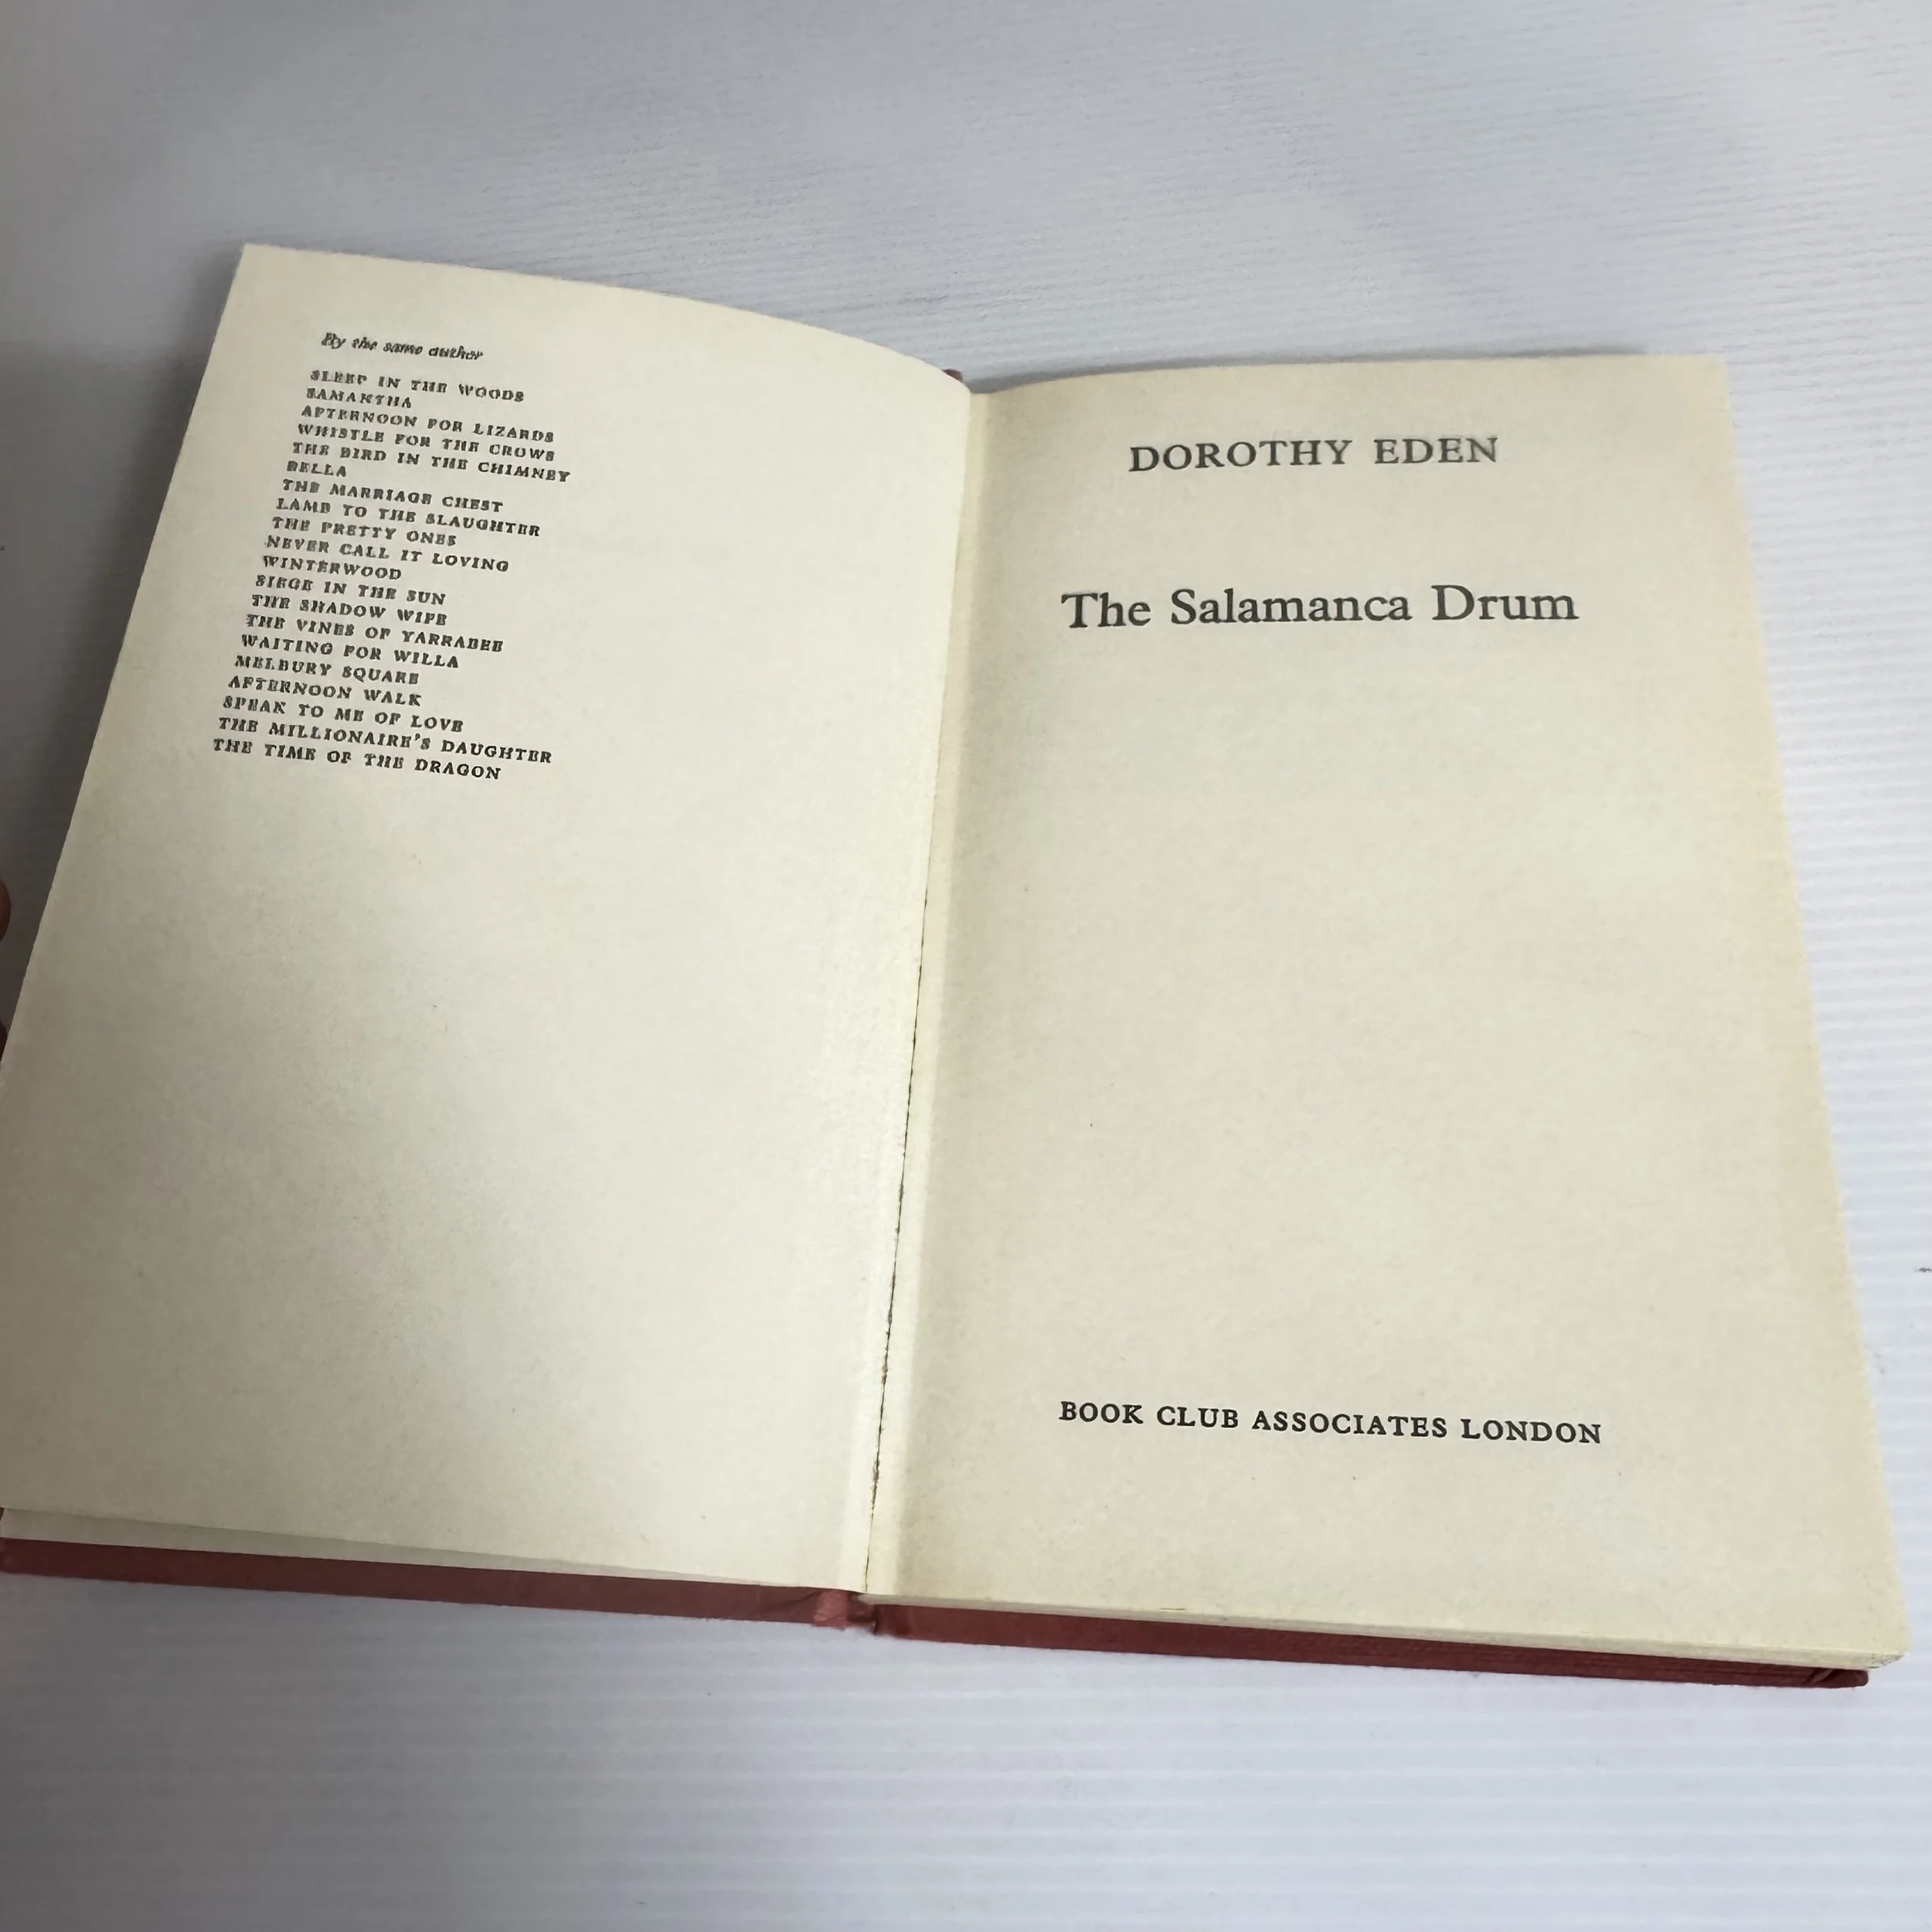 By the same author
SLEEP IN THE WOODS
SAMANTHA
AFTERNOON FOR LIZARDS
WHISTLE FOR THE CROWS
THE BIRD IN THE CHIMNEY
BELLA
THE MARRIAGE CHEST
LAMB TO THE SLAUGHTER
THE PRETTY ONES
NEVER CALL IT LOVING
WINTERWOOD
SIEGE IN THE SUN
THE SHADOW WIFE
THE VINES OF YARRABEE
WAITING FOR WILLA
MELBURY SQUARE
AFTERNOON WALK
SPEAK TO ME OF LOVE
THE MILLIONAIRE'S DAUGHTER
THE TIME OF THE DRAGON
DOROTHY EDEN
The Salamanca Drum
BOOK CLUB ASSOCIATES LONDON